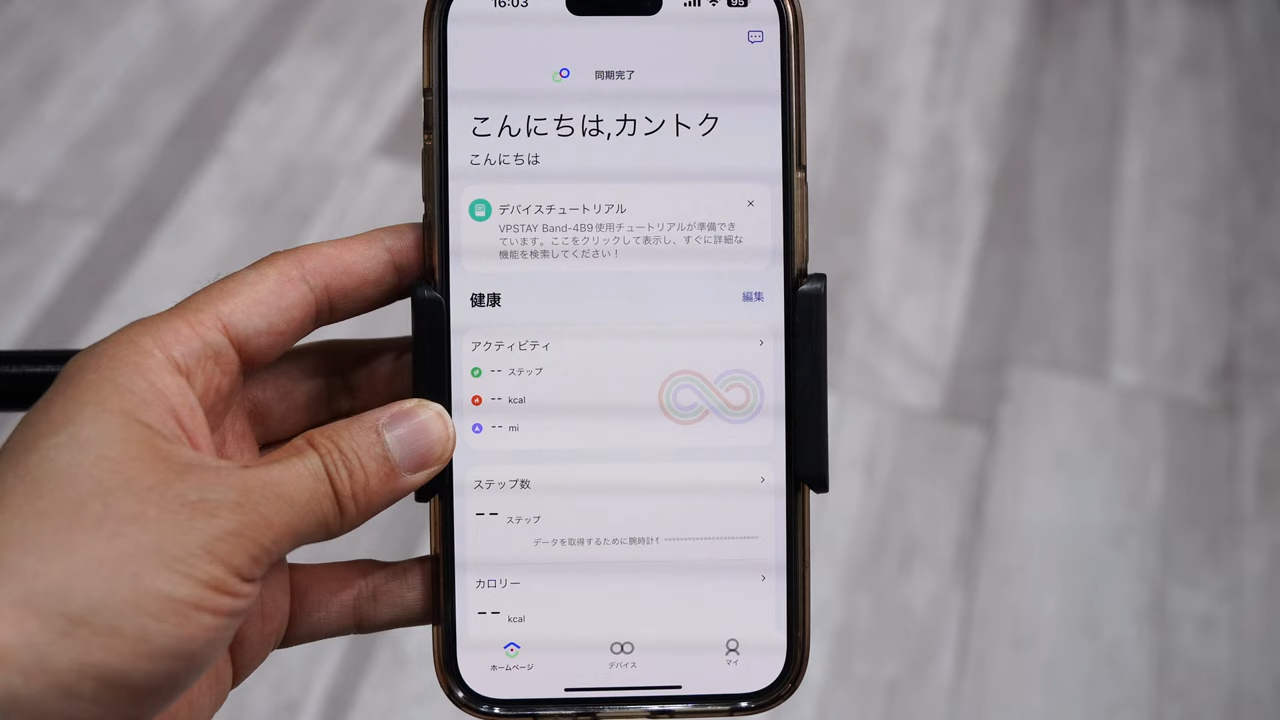 16:03
95
同期完了
こんにちは,カントク
こんにちは
デバイスチュートリアル
VPSTAY Band-4B9使用チュートリアルが準備でき
ています。ここをクリックして表示し、すぐに詳細な
機能を検索してください！
健康
編集
アクティビティ
-- ステップ
-- kcal
-- mi
ステップ数
-- ステップ
データを取得するために腕時計
カロリー
-- kcal
ホームページ
デバイス
マイ